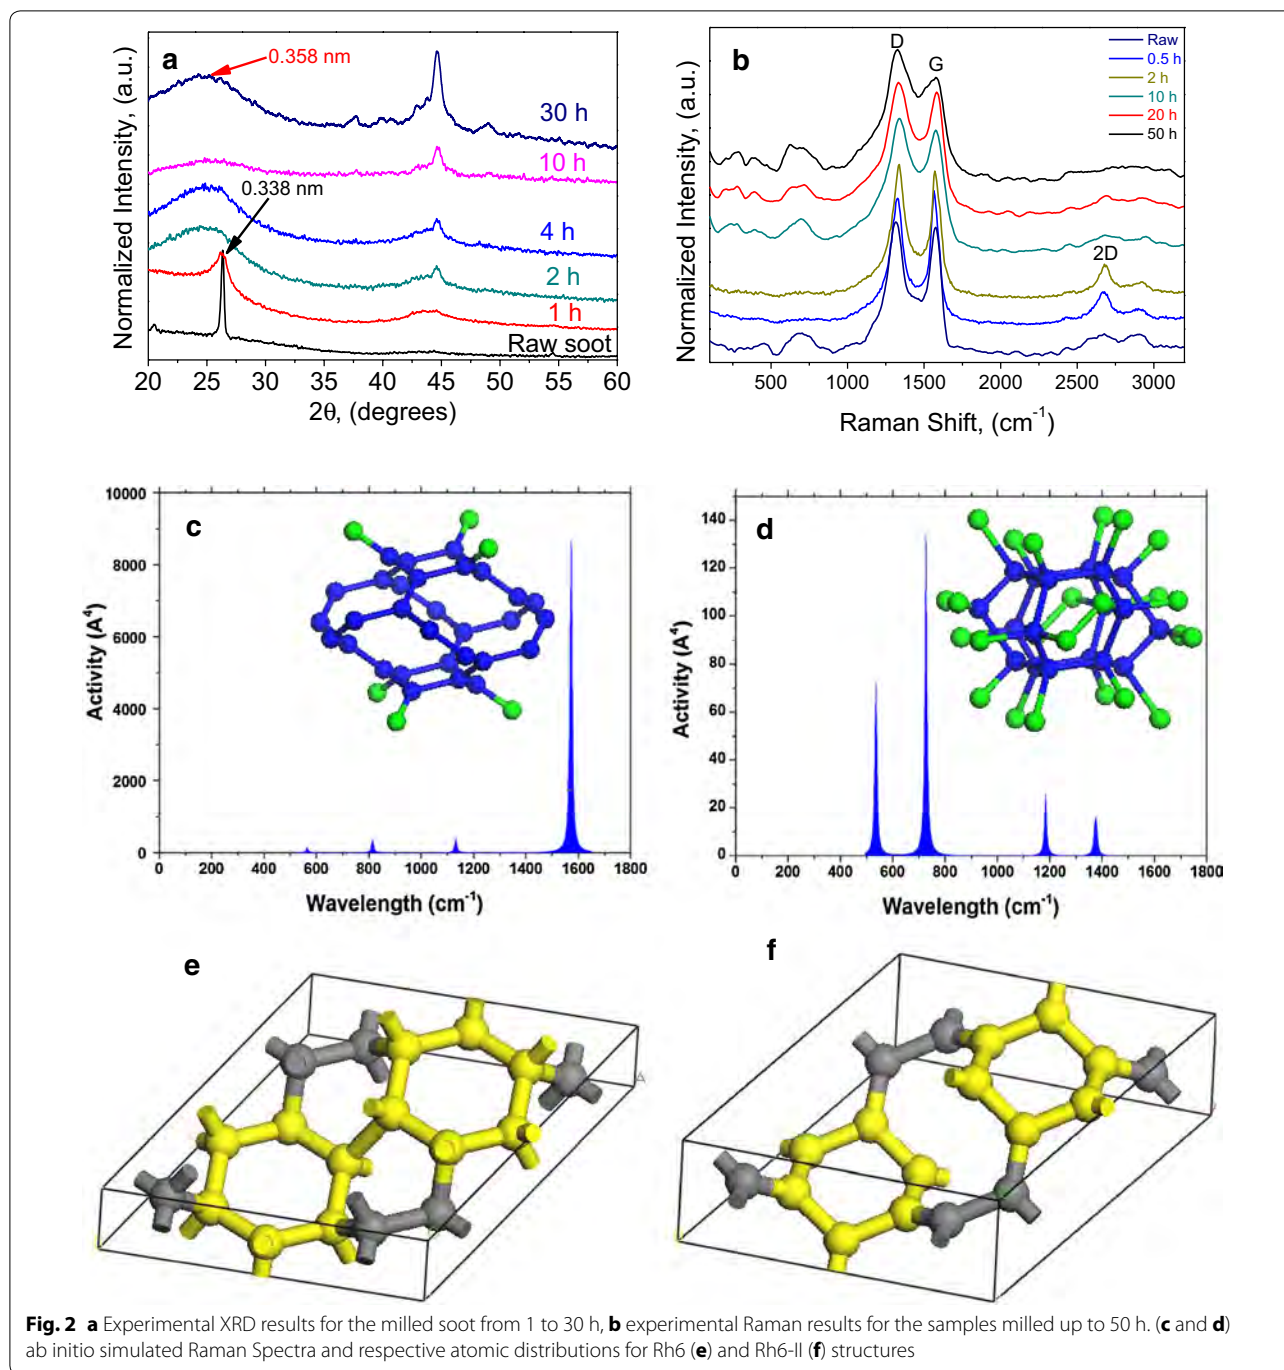 a
0.358 nm
30 h
10 h
0.338 nm
4 h
2 h
1 h
Raw soot
Normalized Intensity, (a.u.)
20 25 30 35 40 45 50 55 60
2θ, (degrees)
b
D
G
2D
Raw
0.5 h
2 h
10 h
20 h
50 h
Normalized Intensity, (a.u.)
500 1000 1500 2000 2500 3000
Raman Shift, (cm⁻¹)
c
10000
8000
6000
4000
2000
0
Activity (A⁴)
0 200 400 600 800 1000 1200 1400 1600 1800
Wavelength (cm⁻¹)
d
140
120
100
80
60
40
20
0
Activity (A⁴)
0 200 400 600 800 1000 1200 1400 1600 1800
Wavelength (cm⁻¹)
e
f
Fig. 2 a Experimental XRD results for the milled soot from 1 to 30 h, b experimental Raman results for the samples milled up to 50 h. (c and d)
ab initio simulated Raman Spectra and respective atomic distributions for Rh6 (e) and Rh6-II (f) structures